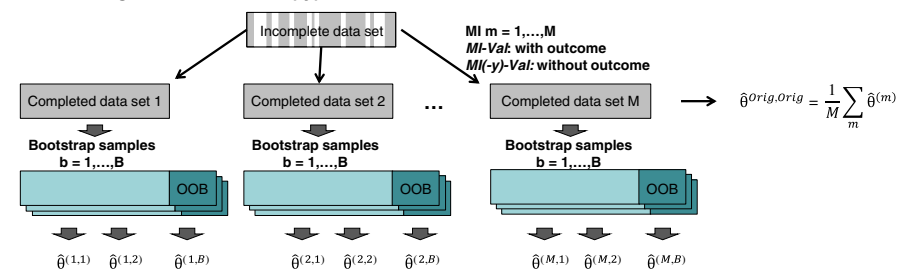 Incomplete data set
MI m = 1,…,M
MI-Val: with outcome
MI(-y)-Val: without outcome
Completed data set 1
Completed data set 2
…
Completed data set M
θ̂^{Orig,Orig} = \frac{1}{M} \sum_{m} θ̂^{(m)}
Bootstrap samples
b = 1,…,B
Bootstrap samples
b = 1,…,B
Bootstrap samples
b = 1,…,B
OOB
OOB
OOB
θ̂^{(1,1)} θ̂^{(1,2)} θ̂^{(1,B)}
θ̂^{(2,1)} θ̂^{(2,2)} θ̂^{(2,B)}
θ̂^{(M,1)} θ̂^{(M,2)} θ̂^{(M,B)}